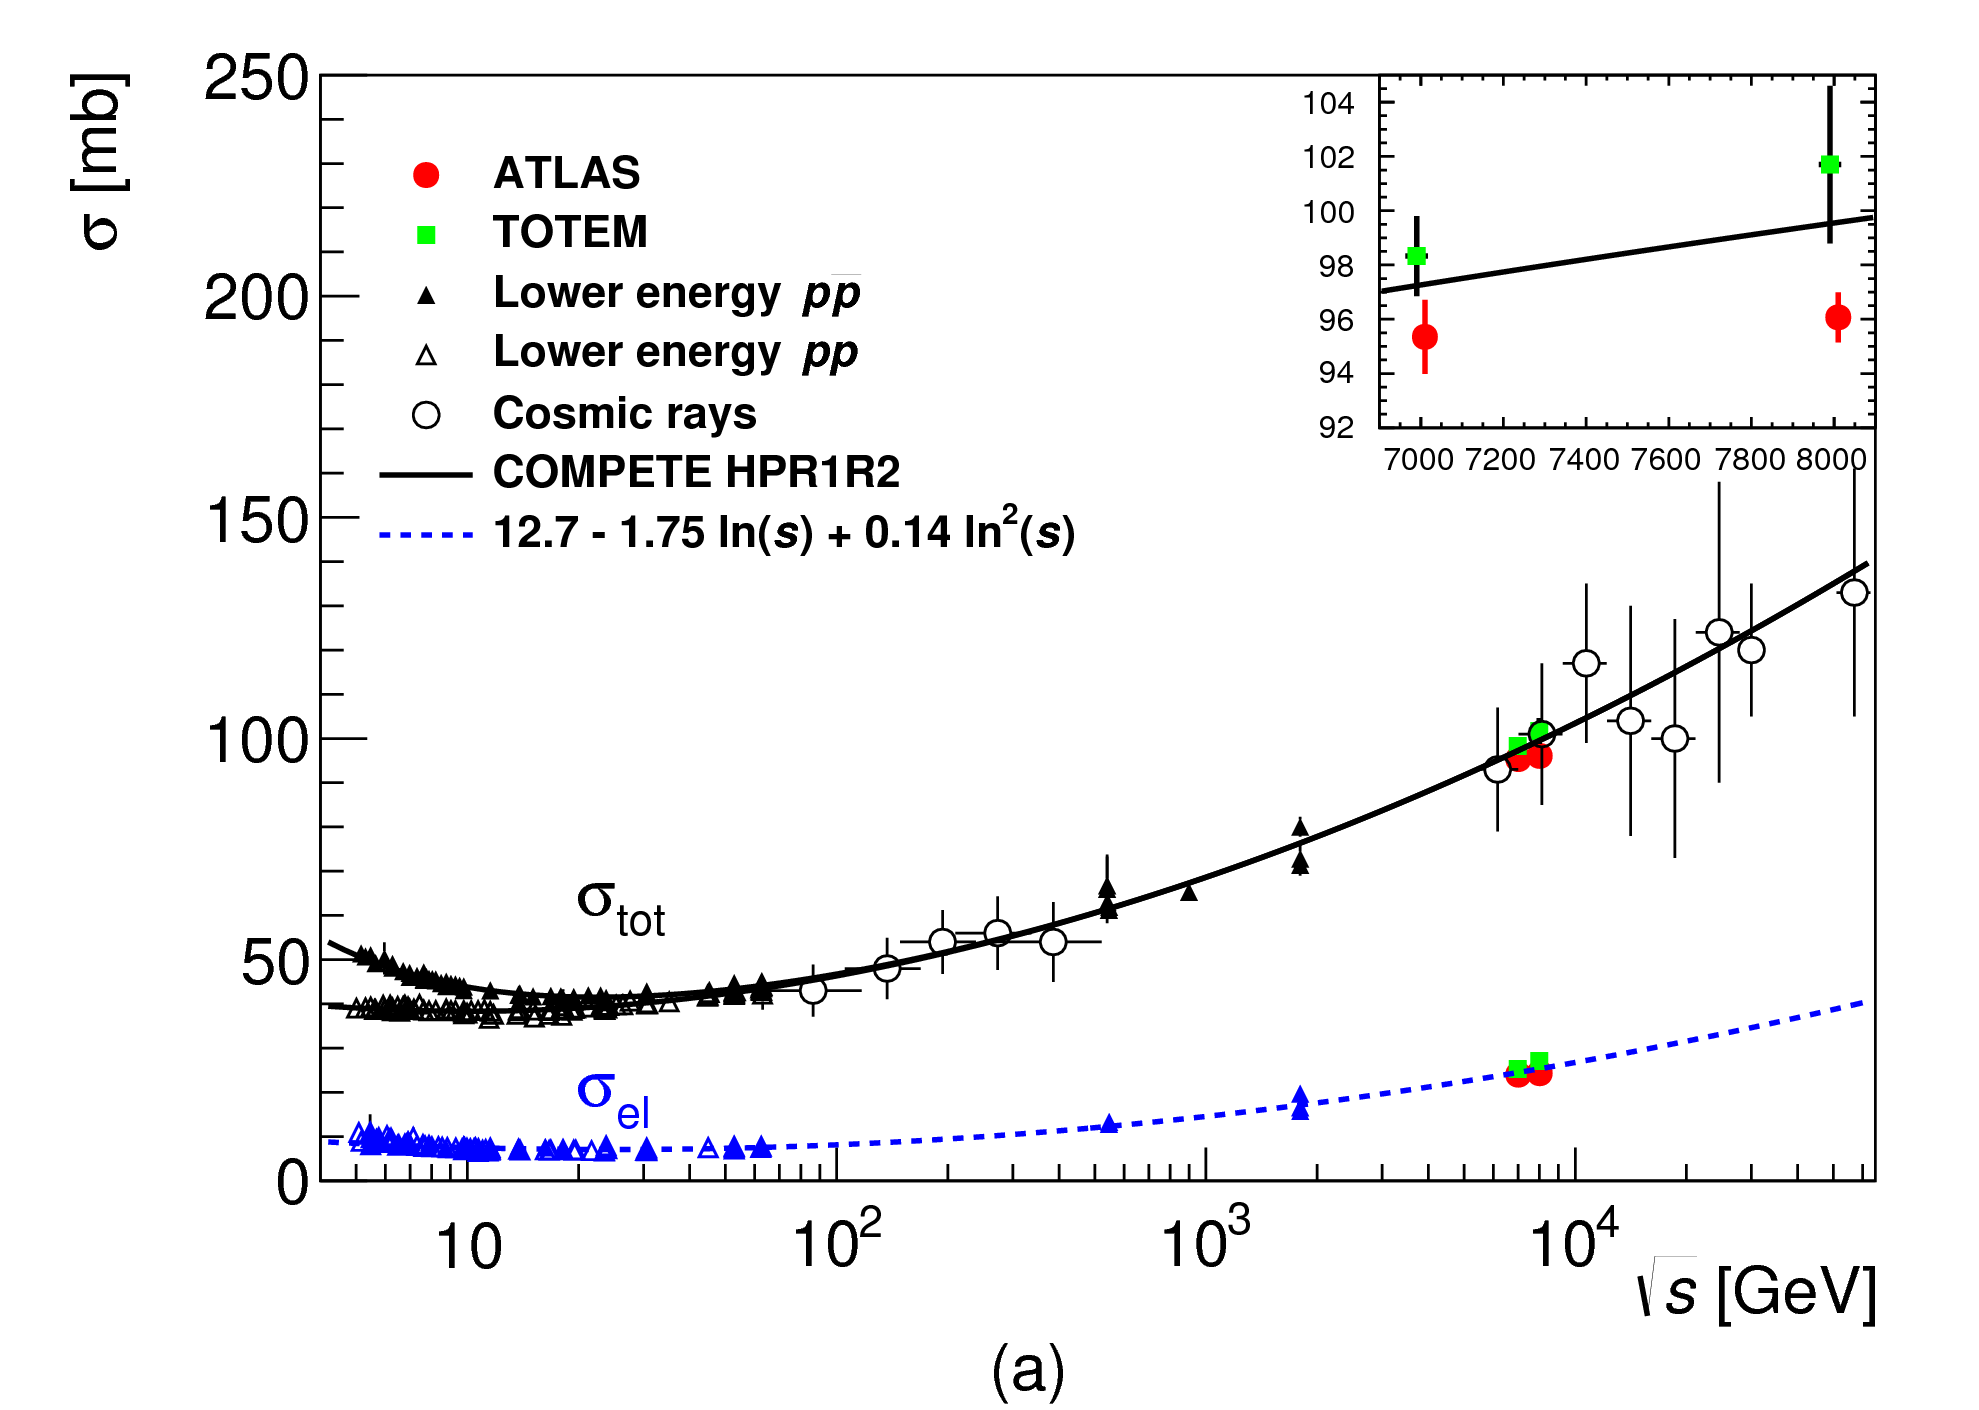 σ [mb]
250
200
150
100
50
0
ATLAS
TOTEM
Lower energy pp̅
Lower energy pp
Cosmic rays
COMPETE HPR1R2
12.7 - 1.75 ln(s) + 0.14 ln²(s)
104
102
100
98
96
94
92
7000 7200 7400 7600 7800 8000
σtot
σel
10 10² 10³ 10⁴
√s [GeV]
(a)